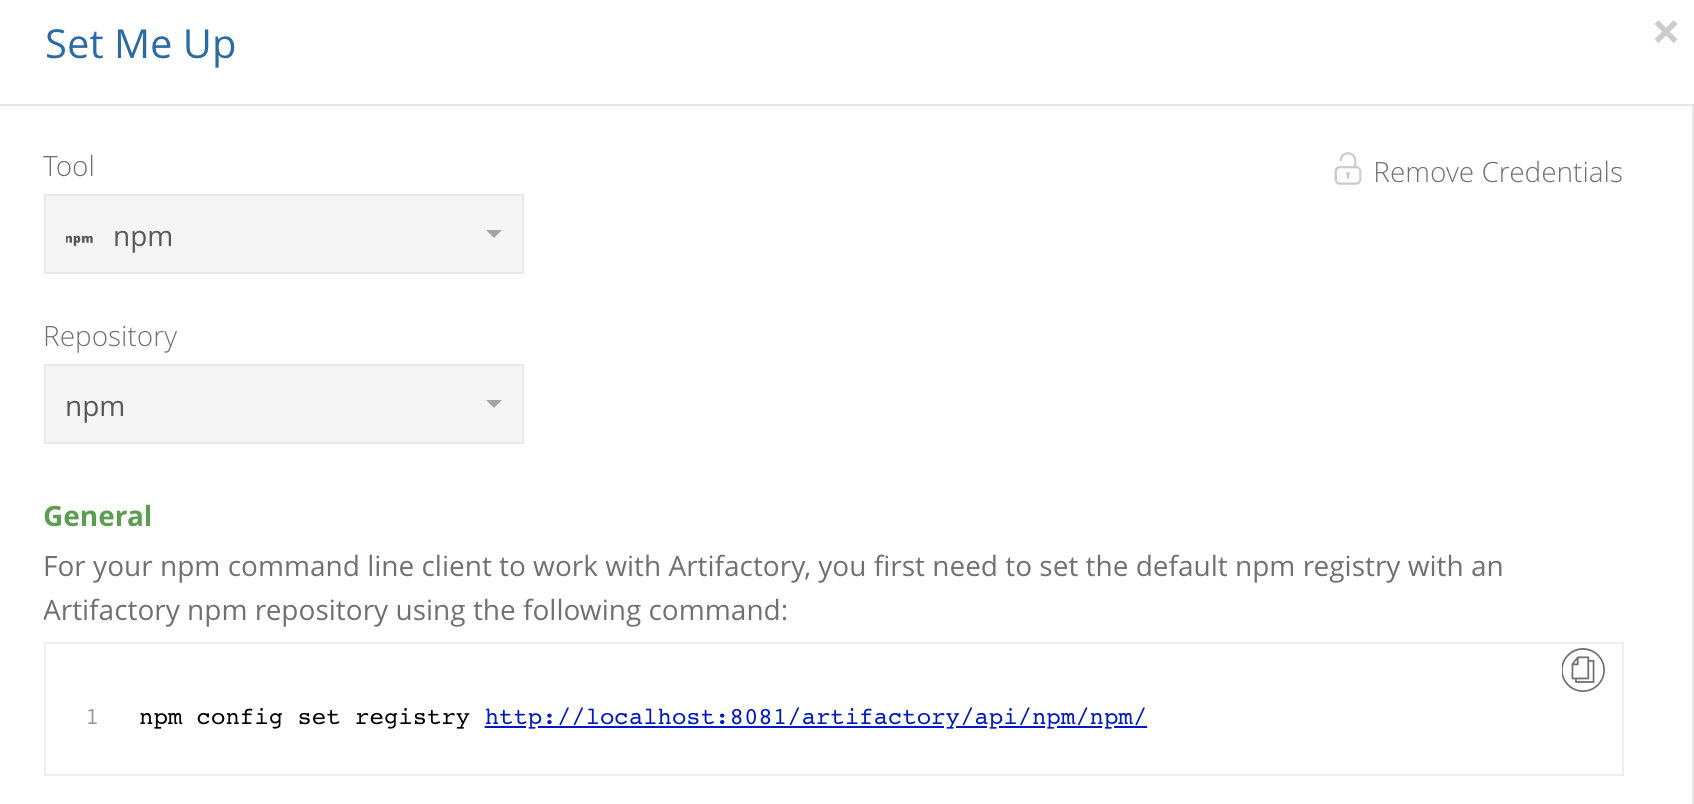 Set Me Up
Tool
Remove Credentials
npm npm
Repository
npm
General
For your npm command line client to work with Artifactory, you first need to set the default npm registry with an
Artifactory npm repository using the following command:
1 npm config set registry http://localhost:8081/artifactory/api/npm/npm/